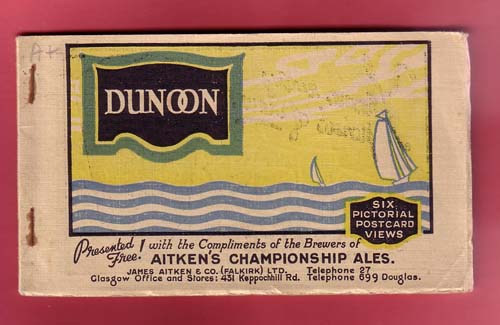 DUNOON
SIX
PICTORIAL
POSTCARD
VIEWS
Presented Free. with the Compliments of the Brewers of
AITKEN'S CHAMPIONSHIP ALES.
JAMES AITKEN & CO. (FALKIRK) LTD. Telephone 27
Glasgow Office and Stores: 451 Keppochhill Rd. Telephone 699 Douglas.